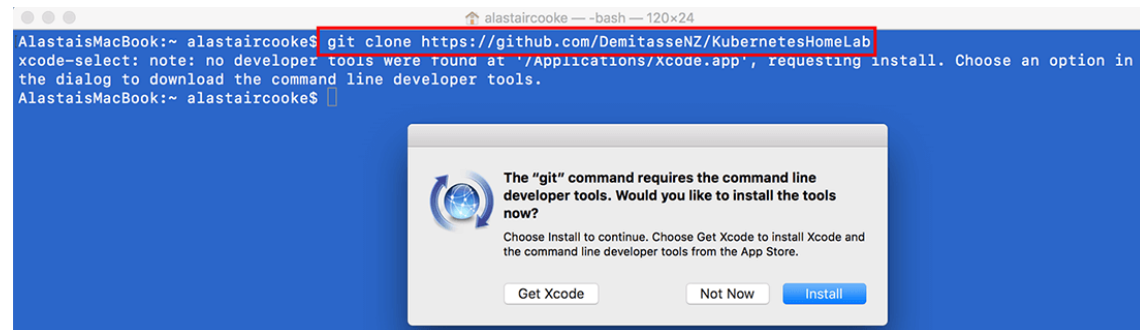 alastaircooke — -bash — 120×24
AlastaisMacBook:~ alastaircooke$ git clone https://github.com/DemitasseNZ/KubernetesHomeLab
xcode-select: note: no developer tools were found at '/Applications/Xcode.app', requesting install. Choose an option in
the dialog to download the command line developer tools.
AlastaisMacBook:~ alastaircooke$
The "git" command requires the command line
developer tools. Would you like to install the tools
now?
Choose Install to continue. Choose Get Xcode to install Xcode and
the command line developer tools from the App Store.
Get Xcode Not Now Install